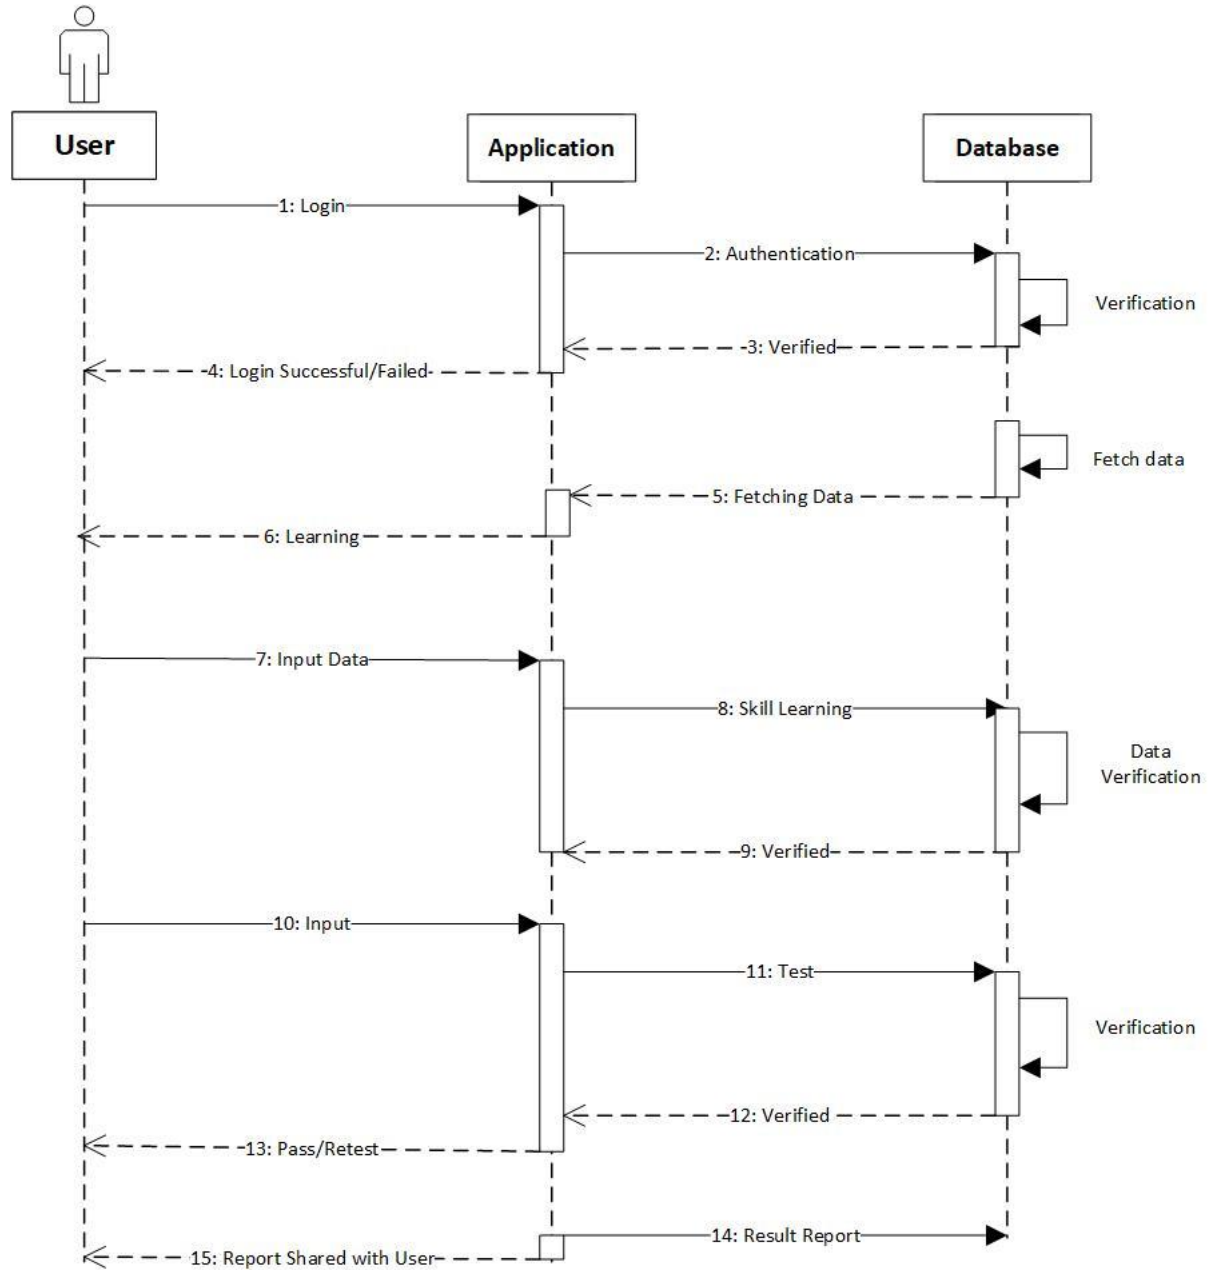 User
Application
Database
1: Login
2: Authentication
Verification
3: Verified
4: Login Successful/Failed
Fetch data
5: Fetching Data
6: Learning
7: Input Data
8: Skill Learning
Data
Verification
9: Verified
10: Input
11: Test
Verification
12: Verified
13: Pass/Retest
14: Result Report
15: Report Shared with User